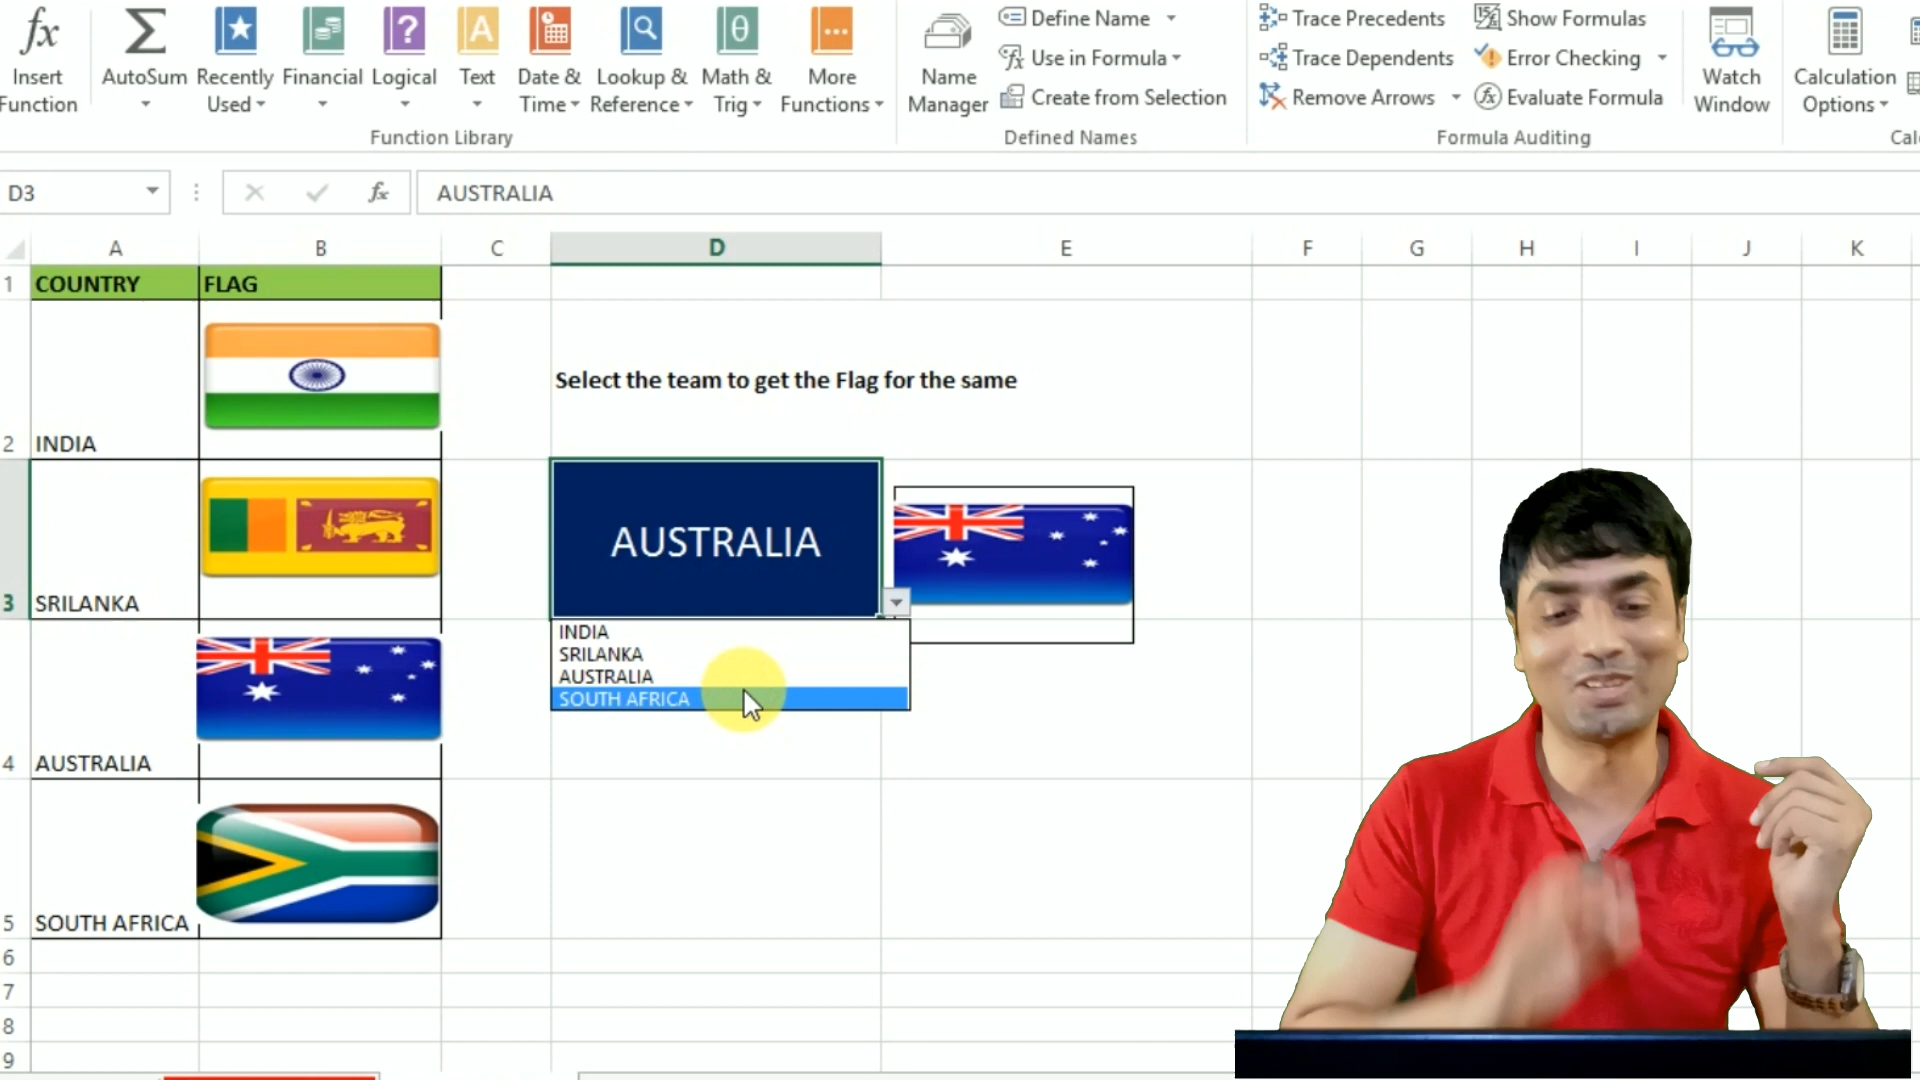 fx Insert Function
AutoSum
Recently Used
Financial
Logical
Text
Date & Time
Lookup & Reference
Math & Trig
More Functions
Function Library
Name Manager
Define Name
Use in Formula
Create from Selection
Defined Names
Trace Precedents
Trace Dependents
Remove Arrows
Show Formulas
Error Checking
Evaluate Formula
Formula Auditing
Watch Window
Calculation Options
D3
fx
AUSTRALIA
A B C D E F G H I J K
1 COUNTRY FLAG
Select the team to get the Flag for the same
2 INDIA
AUSTRALIA
3 SRILANKA
INDIA
SRILANKA
AUSTRALIA
SOUTH AFRICA
4 AUSTRALIA
5 SOUTH AFRICA
6
7
8
9